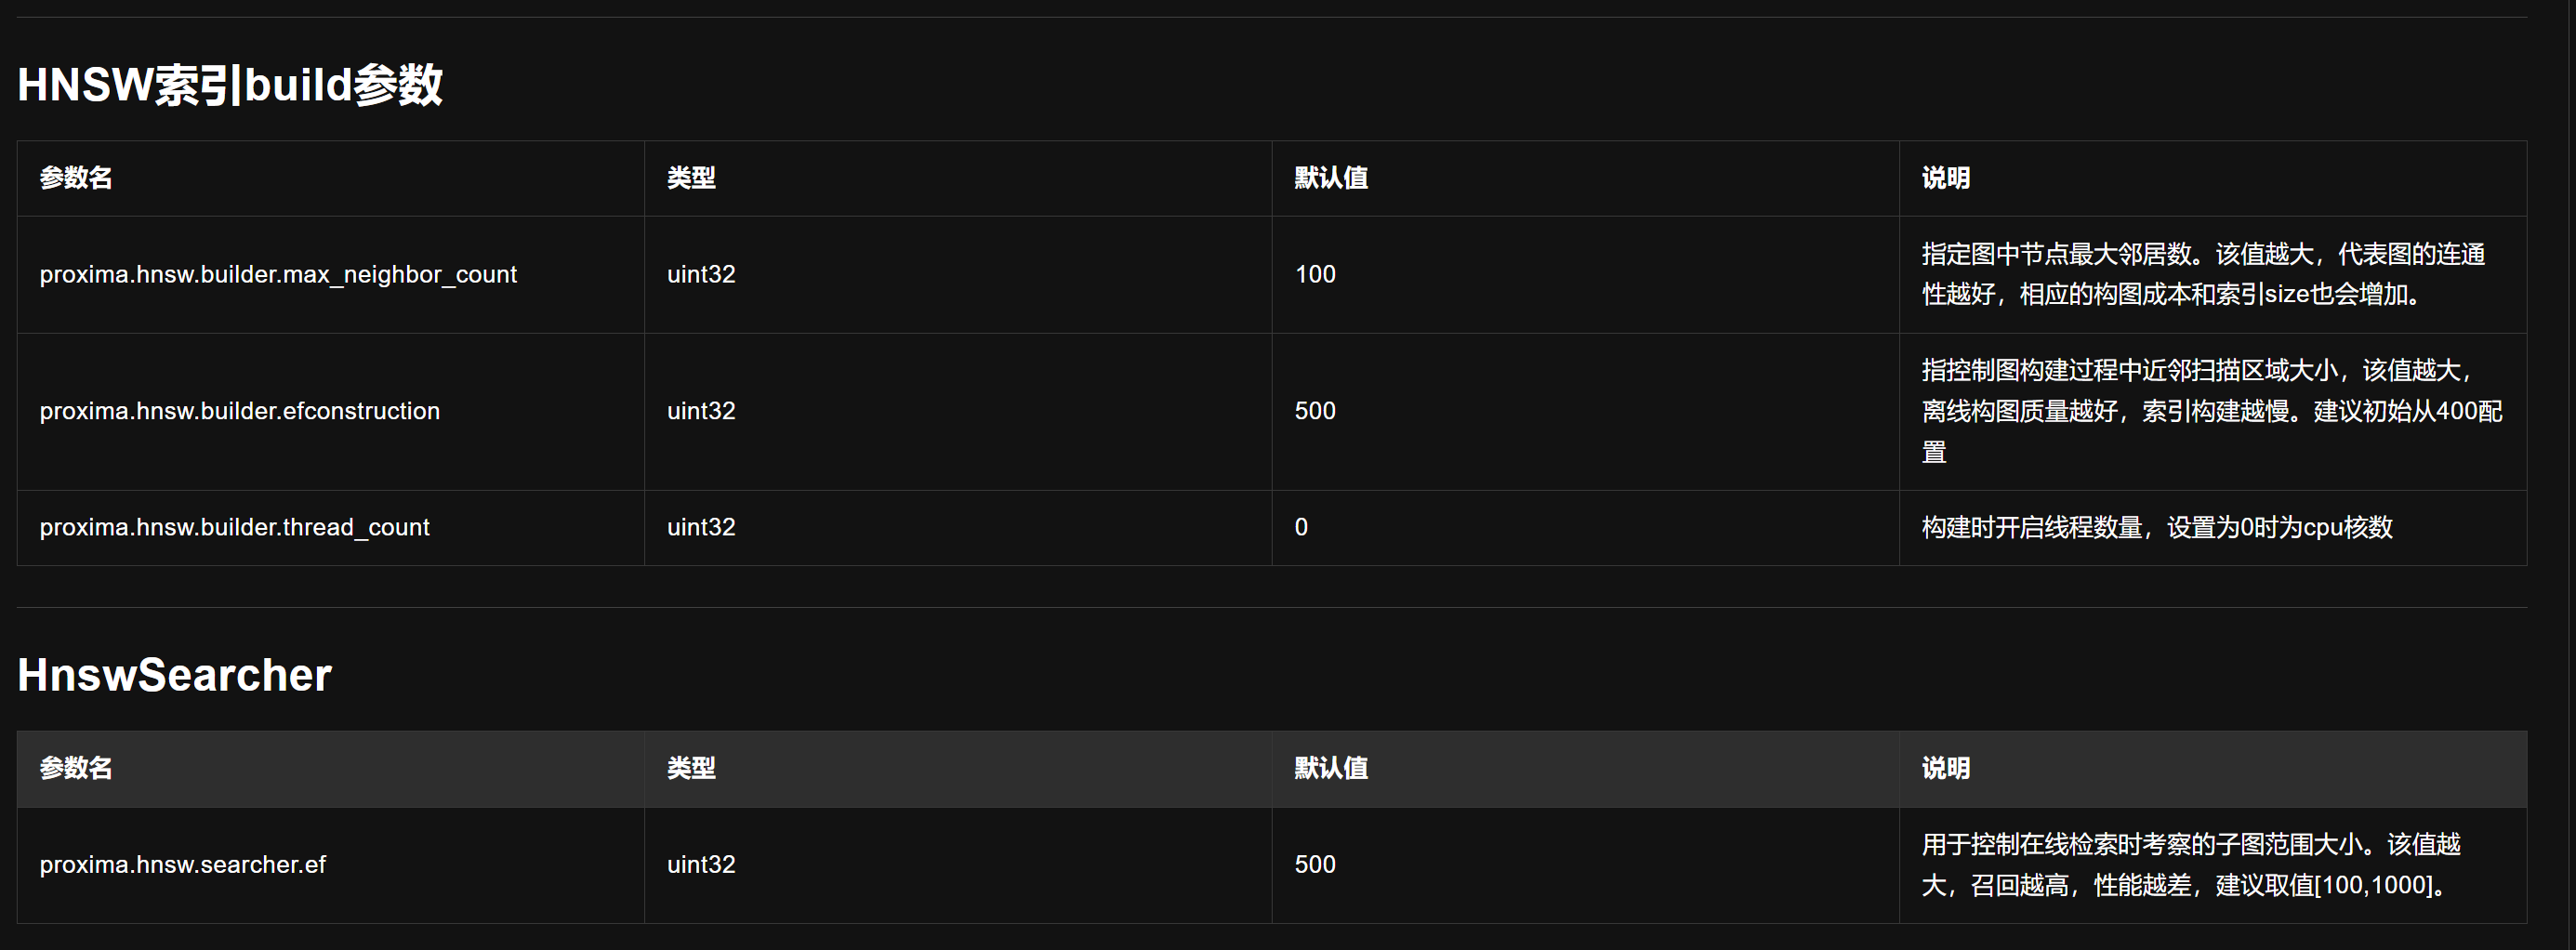 HNSW索引build参数
参数名 类型 默认值 说明
proxima.hnsw.builder.max_neighbor_count uint32 100 指定图中节点最大邻居数。该值越大，代表图的连通
性越好，相应的构图成本和索引size也会增加。
proxima.hnsw.builder.efconstruction uint32 500 指控制图构建过程中近邻扫描区域大小，该值越大，
离线构图质量越好，索引构建越慢。建议初始从400配
置
proxima.hnsw.builder.thread_count uint32 0 构建时开启线程数量，设置为0时为cpu核数
HnswSearcher
参数名 类型 默认值 说明
proxima.hnsw.searcher.ef uint32 500 用于控制在线检索时考察的子图范围大小。该值越
大，召回越高，性能越差，建议取值[100,1000]。